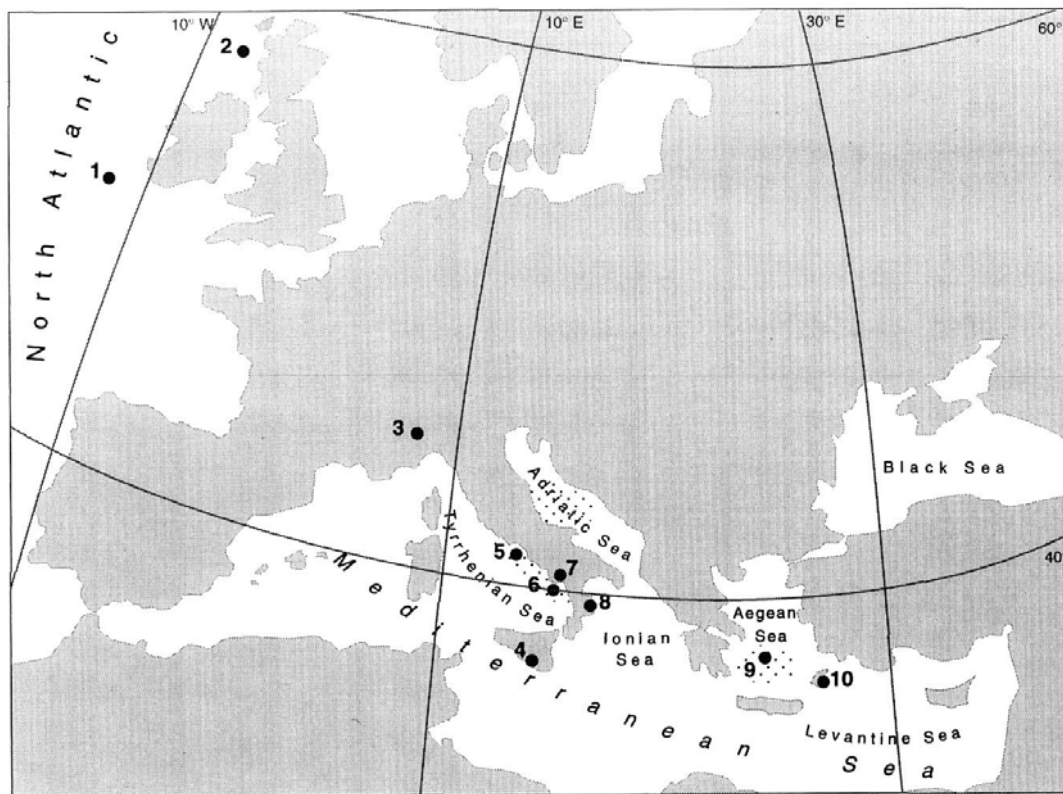 10° W
10° E
30° E
60°
2
1
North Atlantic
3
Black Sea
Adriatic Sea
Tyrrhenian Sea
5
7
40°
6
8
Aegean
Sea
Ionian
Sea
4
9
10
Mediterranean Sea
Levantine Sea